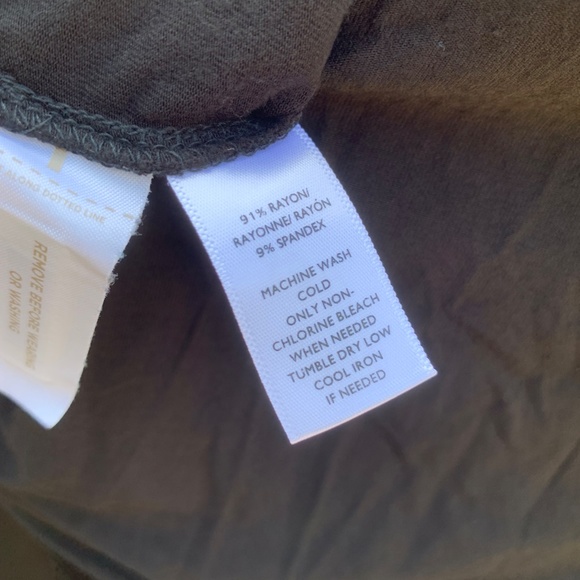 91% RAYON/
RAYONNE/ RAYÓN
9% SPANDEX
MACHINE WASH
COLD
ONLY NON-
CHLORINE BLEACH
WHEN NEEDED
TUMBLE DRY LOW
COOL IRON
IF NEEDED
ALONG DOTTED LINE
REMOVE BEFORE WEARING
OR WASHING